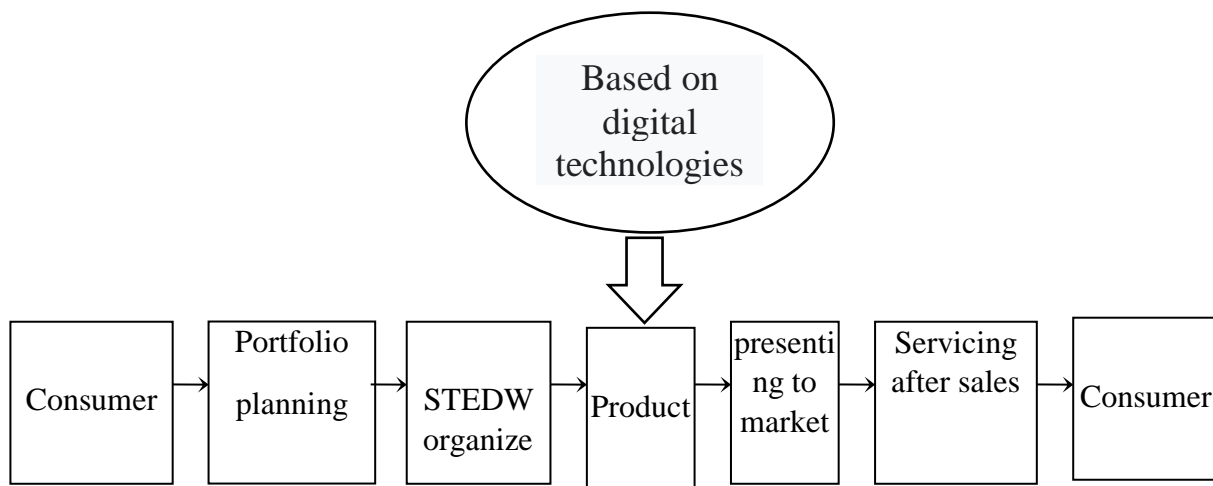 Based on
digital
technologies
Consumer
Portfolio
planning
STEDW
organize
Product
presenti
ng to
market
Servicing
after sales
Consumer